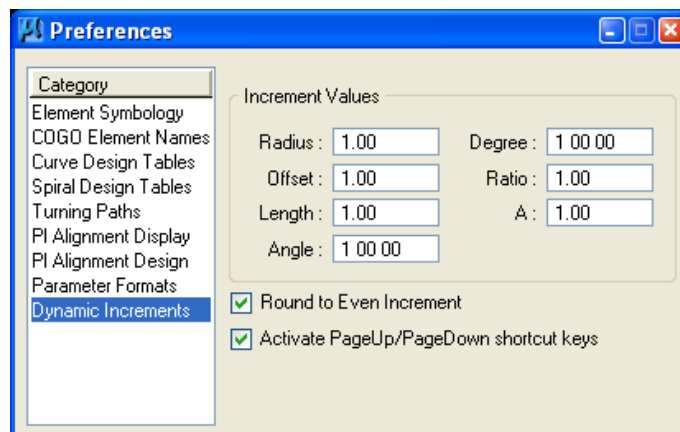 Preferences
Category
Element Symbology
COGO Element Names
Curve Design Tables
Spiral Design Tables
Turning Paths
PI Alignment Display
PI Alignment Design
Parameter Formats
Dynamic Increments
Increment Values
Radius : 1.00 Degree : 1 00 00
Offset : 1.00 Ratio : 1.00
Length : 1.00 A : 1.00
Angle : 1 00 00
Round to Even Increment
Activate PageUp/PageDown shortcut keys